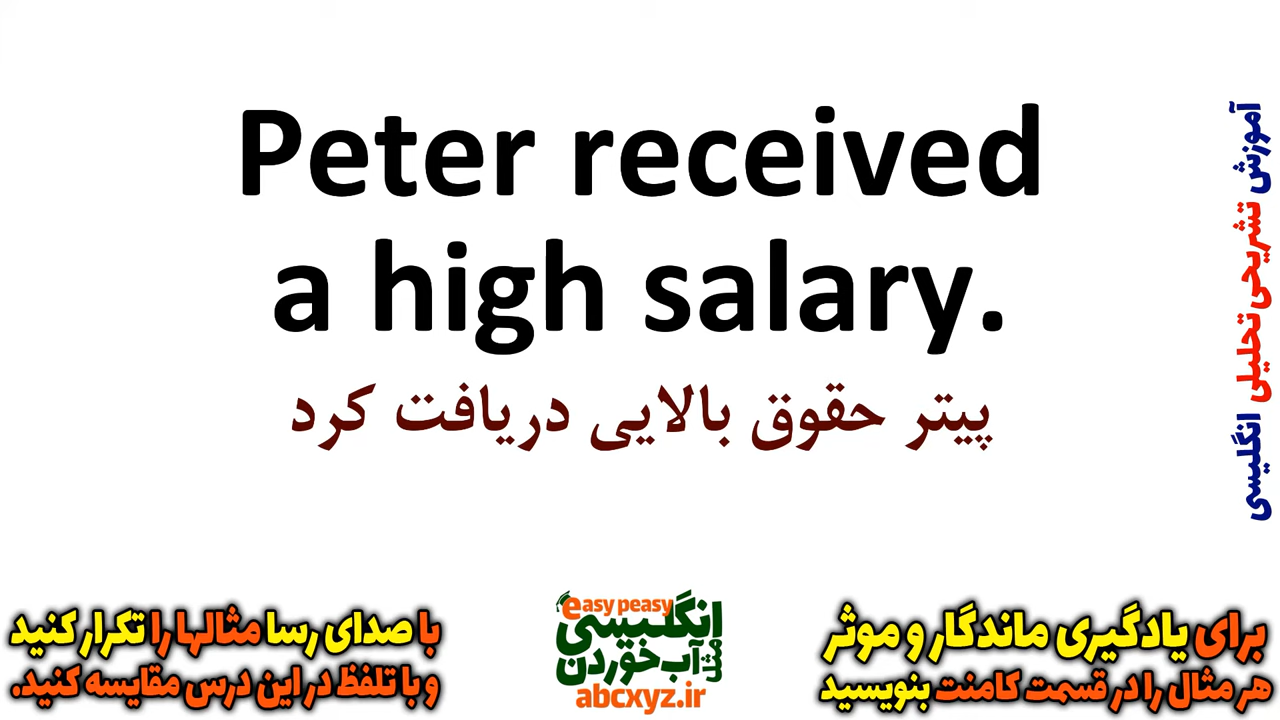 Peter received
a high salary.
پیتر حقوق بالایی دریافت کرد
آموزش تشریحی تحلیلی انگلیسی
با صدای رسا مثالها را تکرار کنید
و با تلفظ در این درس مقایسه کنید.
easy peasy
انگلیسی
مثل آب خوردن
abcxyz.ir
برای یادگیری ماندگار و موثر
هر مثال را در قسمت کامنت بنویسید